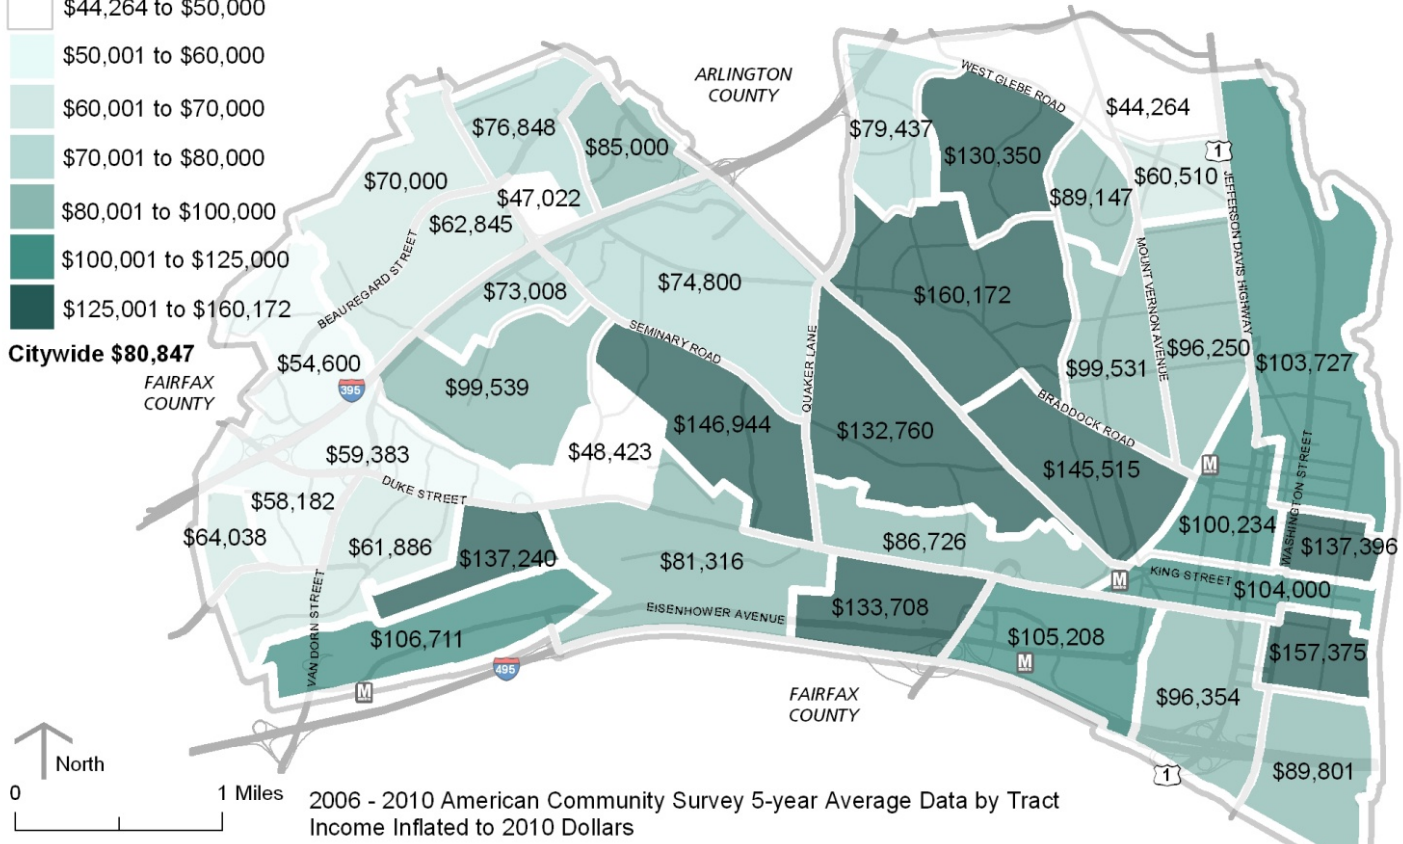 $44,264 to $50,000
$50,001 to $60,000
$60,001 to $70,000
$70,001 to $80,000
$80,001 to $100,000
$100,001 to $125,000
$125,001 to $160,172
Citywide $80,847
FAIRFAX
COUNTY
ARLINGTON
COUNTY
WEST GLEBE ROAD
$44,264
$76,848
$85,000
$79,437
$130,350
1
$70,000
$47,022
$89,147
$60,510
$62,845
BEAUREGARD STREET
$73,008
$74,800
$160,172
MOUNT VERNON AVENUE
JEFFERSON DAVIS HIGHWAY
$54,600
395
SEMINARY ROAD
QUAKER LANE
$99,531
$96,250
$103,727
$99,539
$146,944
$132,760
BRADDOCK ROAD
$48,423
$59,383
$145,515
M
WASHINGTON STREET
DUKE STREET
$58,182
$64,038
$61,886
$137,240
$81,316
$86,726
$100,234
$137,396
M
KING STREET
$104,000
VAN DORN STREET
EISENHOWER AVENUE
$133,708
$106,711
$105,208
M
$157,375
495
M
$96,354
FAIRFAX
COUNTY
North
1
$89,801
0
1 Miles
2006 - 2010 American Community Survey 5-year Average Data by Tract
Income Inflated to 2010 Dollars